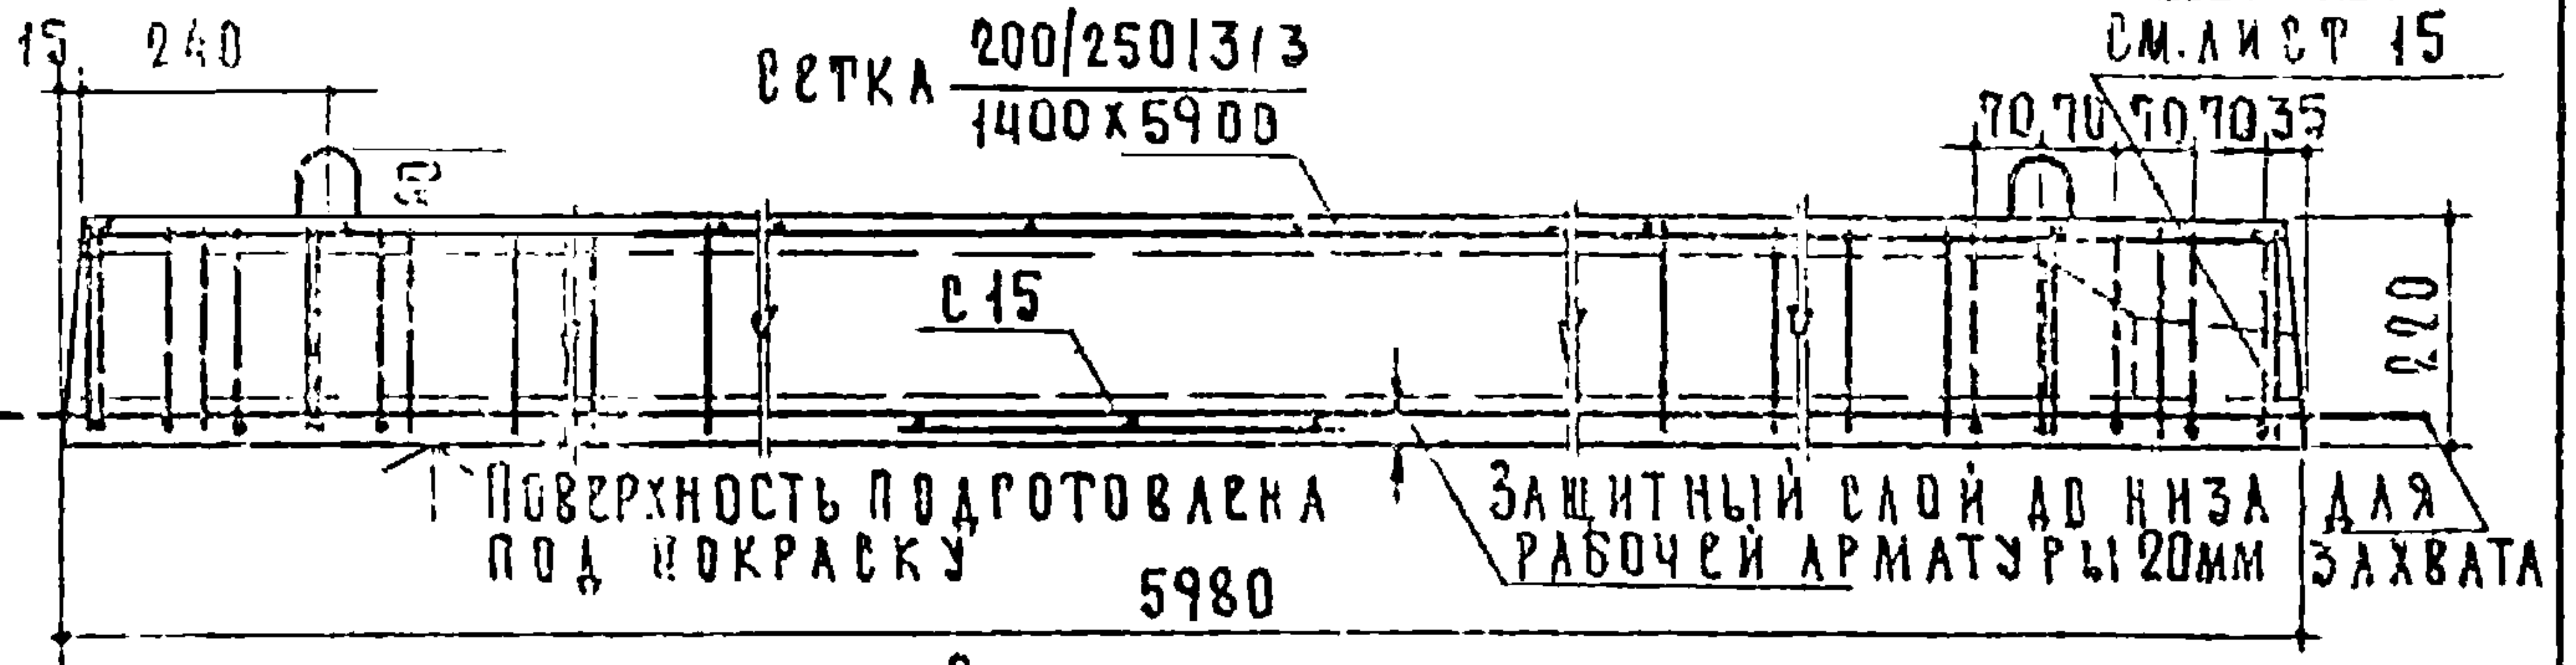 15 240
СЕТКА 200/250/3/3
1400х5900
СМ.ЛИСТ 15
70 70 70 70 35
С15
220
ПОВЕРХНОСТЬ ПОДГОТОВЛЕНА
ПОД ПОКРАСКУ
ЗАЩИТНЫЙ СЛОЙ ДО НИЗА
РАБОЧЕЙ АРМАТУРЫ 20ММ
ДЛЯ
ЗАХВАТА
5980